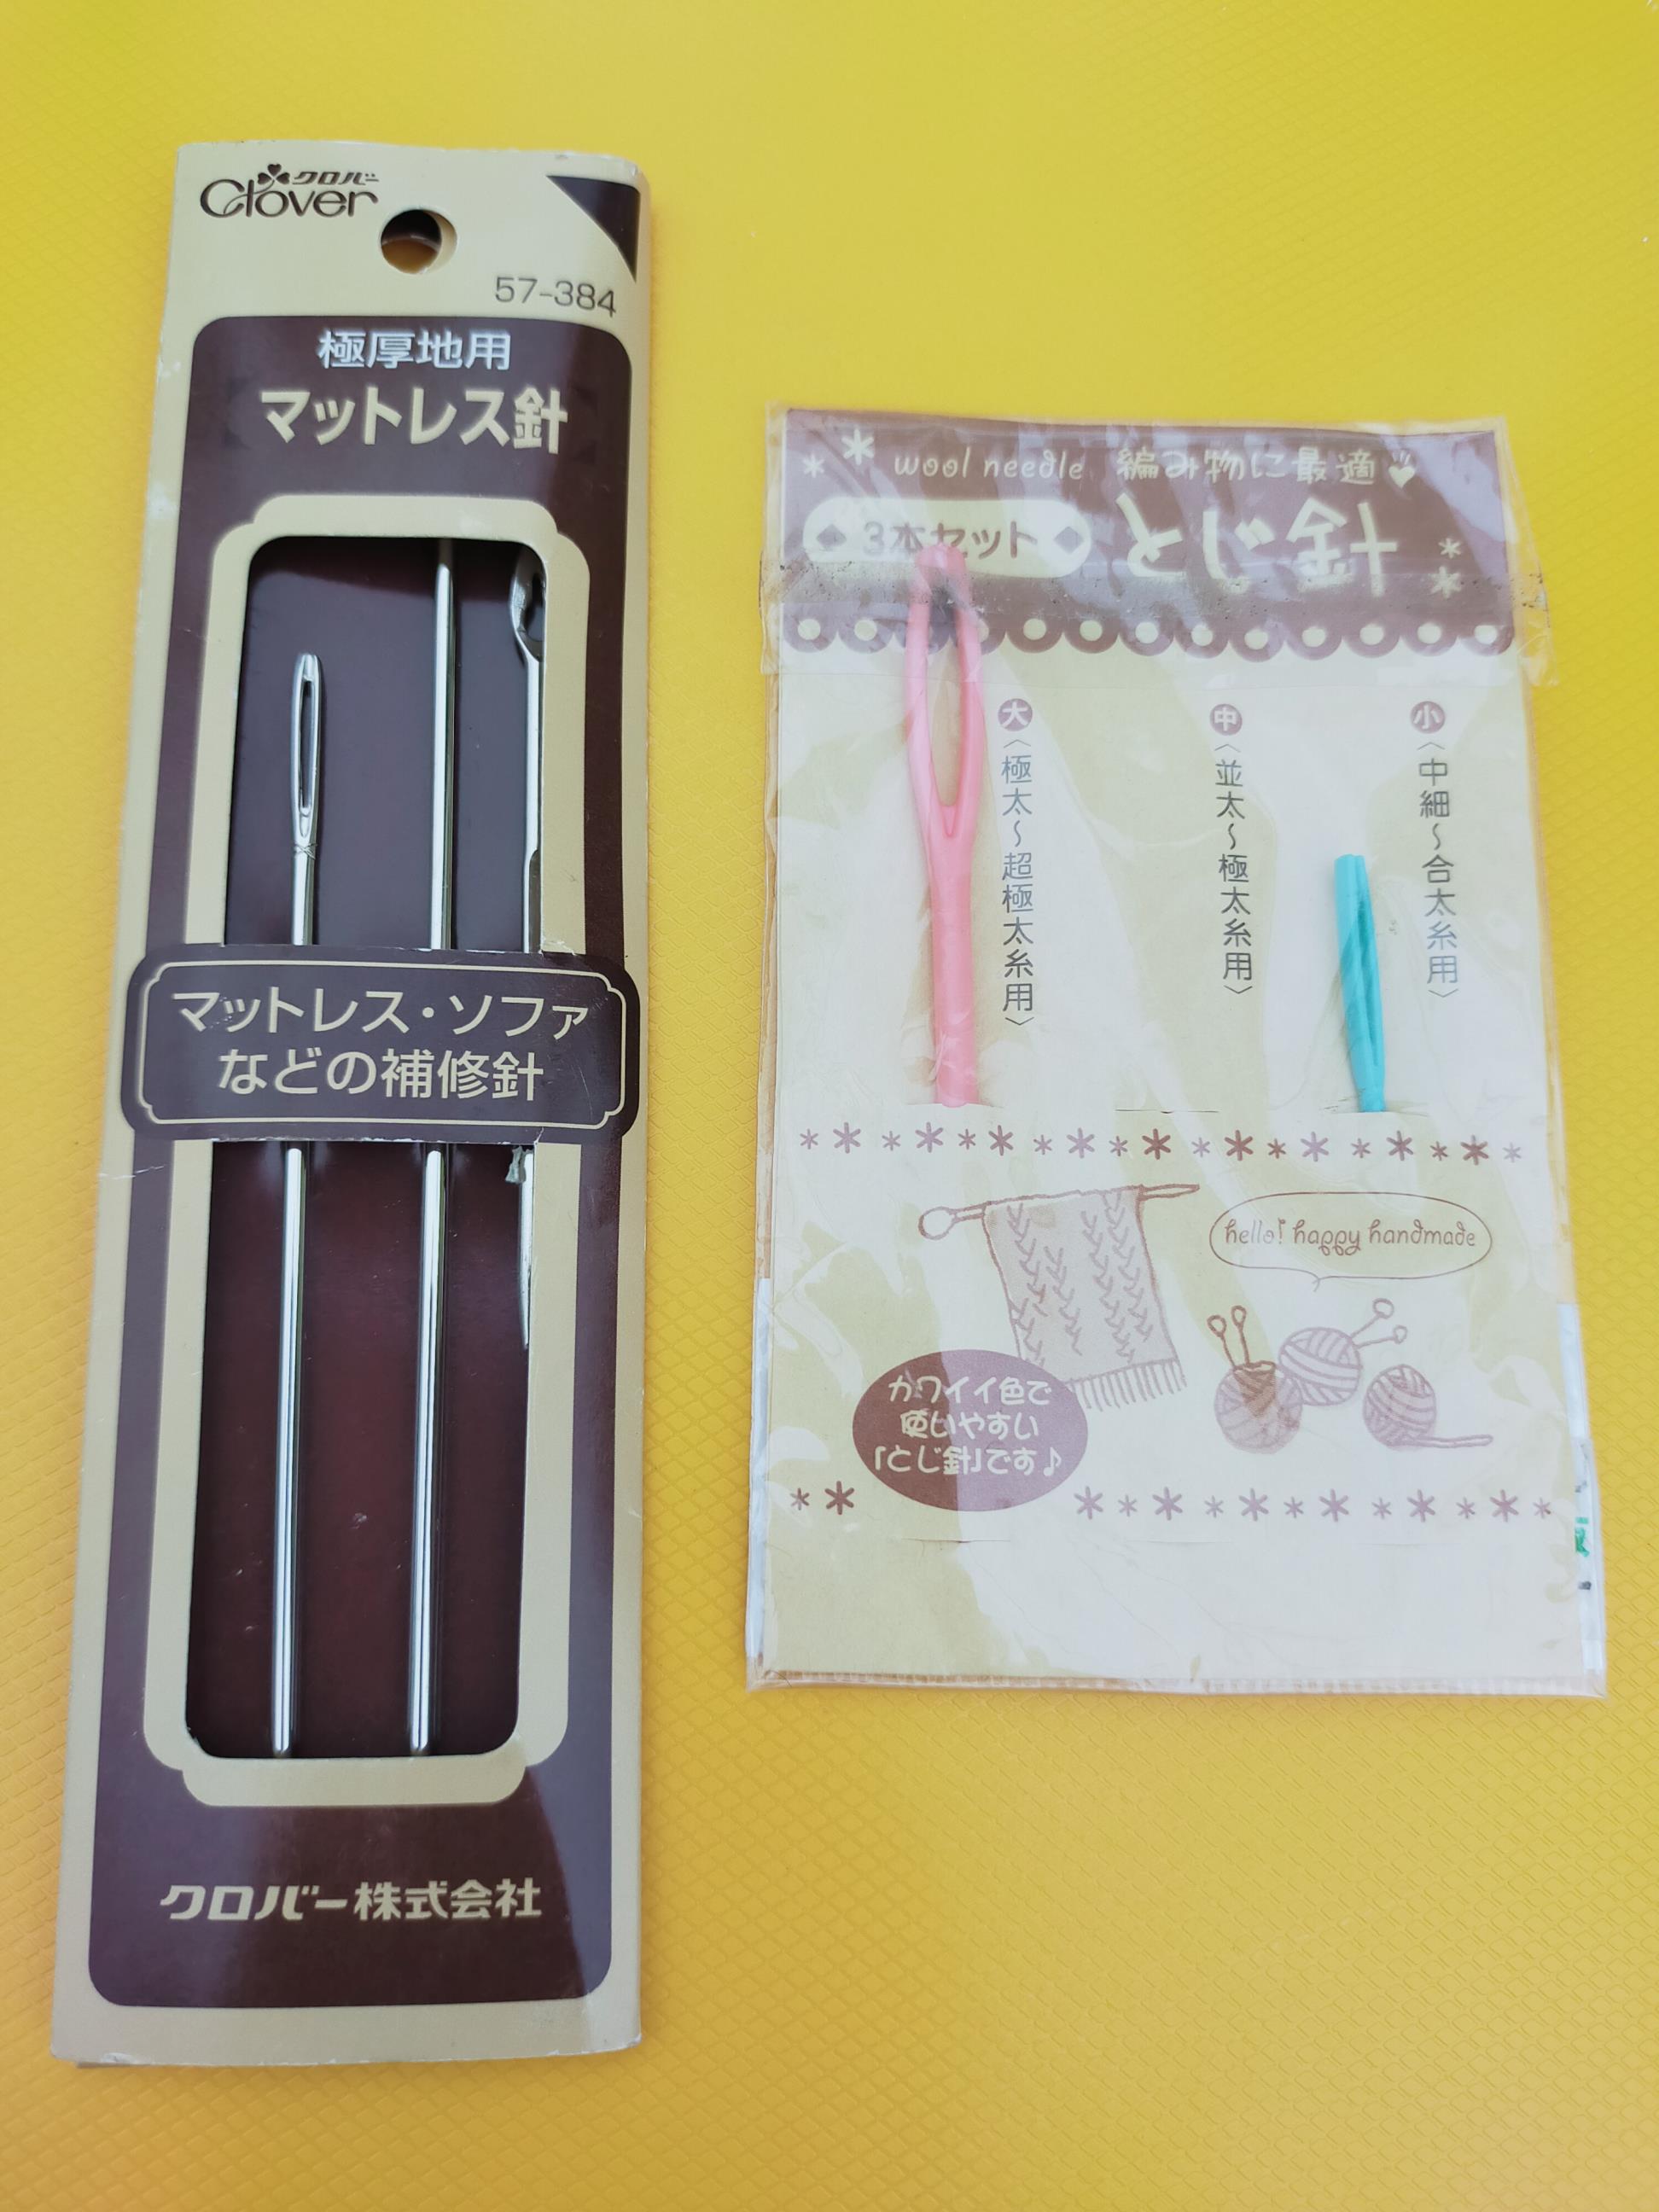 クロバー
Clover
57-384
極厚地用
マットレス針
マットレス・ソファ
などの補修針
クロバー株式会社
wool needle 編み物に最適
3本セット とじ針
大〈極太～超極太糸用〉
中〈並太～極太糸用〉
小〈中細～合太糸用〉
hello! happy handmade
カワイイ色で
使いやすい
「とじ針」です♪